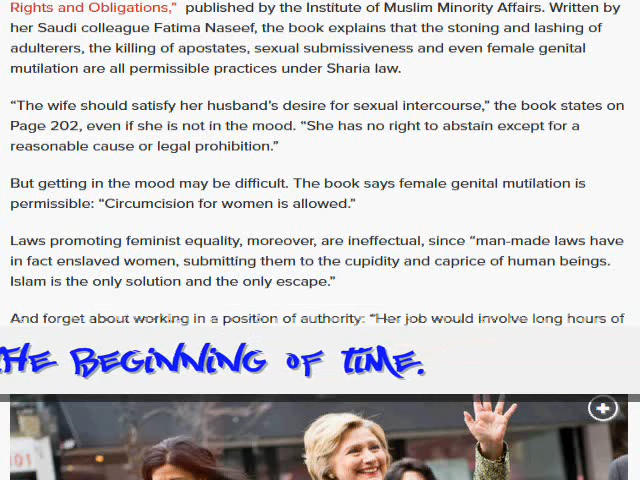 Rights and Obligations,” published by the Institute of Muslim Minority Affairs. Written by
her Saudi colleague Fatima Naseef, the book explains that the stoning and lashing of
adulterers, the killing of apostates, sexual submissiveness and even female genital
mutilation are all permissible practices under Sharia law.
“The wife should satisfy her husband’s desire for sexual intercourse,” the book states on
Page 202, even if she is not in the mood. “She has no right to abstain except for a
reasonable cause or legal prohibition.”
But getting in the mood may be difficult. The book says female genital mutilation is
permissible: “Circumcision for women is allowed.”
Laws promoting feminist equality, moreover, are ineffectual, since “man-made laws have
in fact enslaved women, submitting them to the cupidity and caprice of human beings.
Islam is the only solution and the only escape.”
And forget about working in a position of authority: “Her job would involve long hours of
THE BEGINNING OF TIME.
101